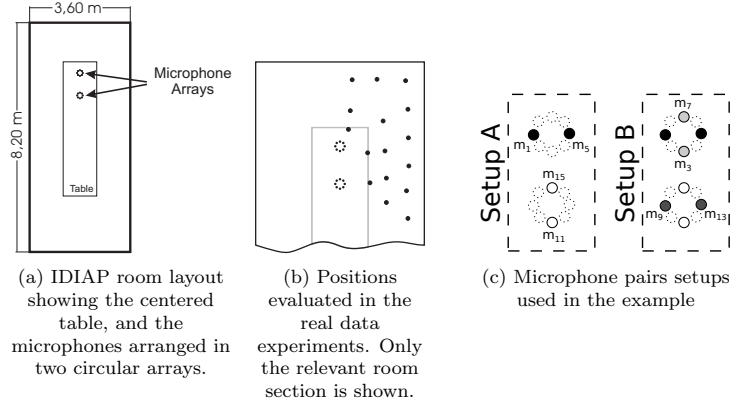 3,60 m
8,20 m
Microphone
Arrays
Table
(a) IDIAP room layout
showing the centered
table, and the
microphones arranged in
two circular arrays.
(b) Positions
evaluated in the
real data
experiments. Only
the relevant room
section is shown.
Setup A
m1
m5
m15
m11
Setup B
m7
m3
m9
m13
(c) Microphone pairs setups
used in the example